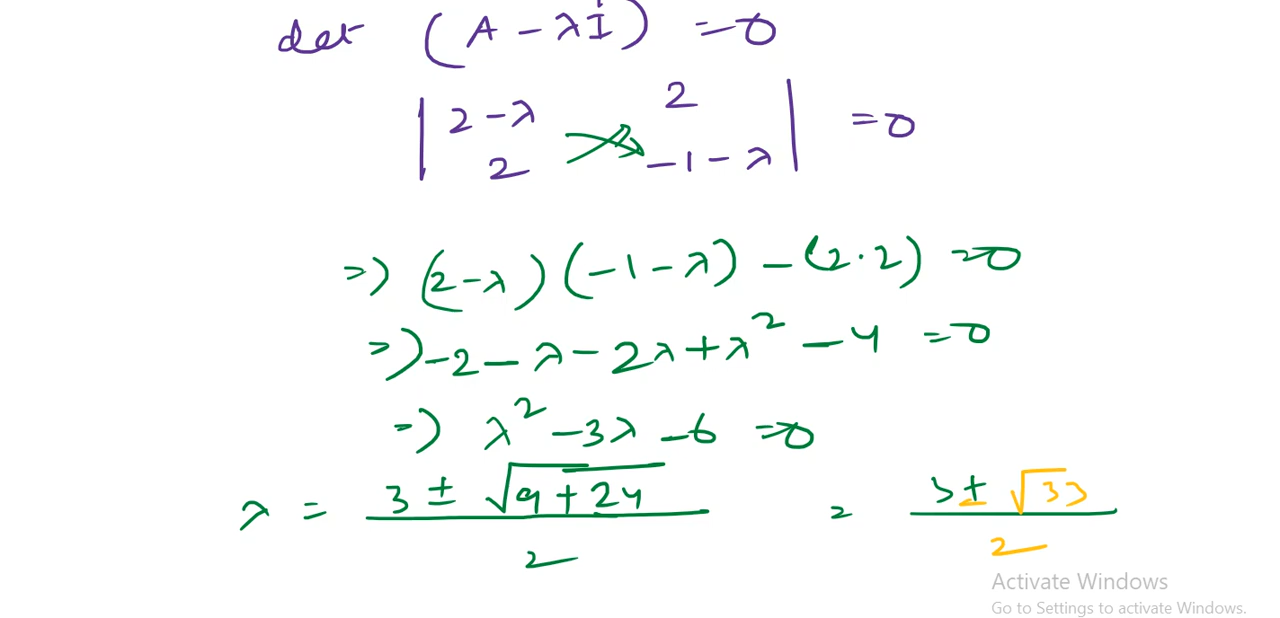 det (A - λI) = 0
| 2 - λ 2 | = 0
| 2 -1 - λ |
=> (2 - λ) (-1 - λ) - (2 · 2) = 0
=> -2 - λ - 2λ + λ² - 4 = 0
=> λ² - 3λ - 6 = 0
λ = (3 ± √(9 + 24)) / 2 = (3 ± √33) / 2
Activate Windows
Go to Settings to activate Windows.